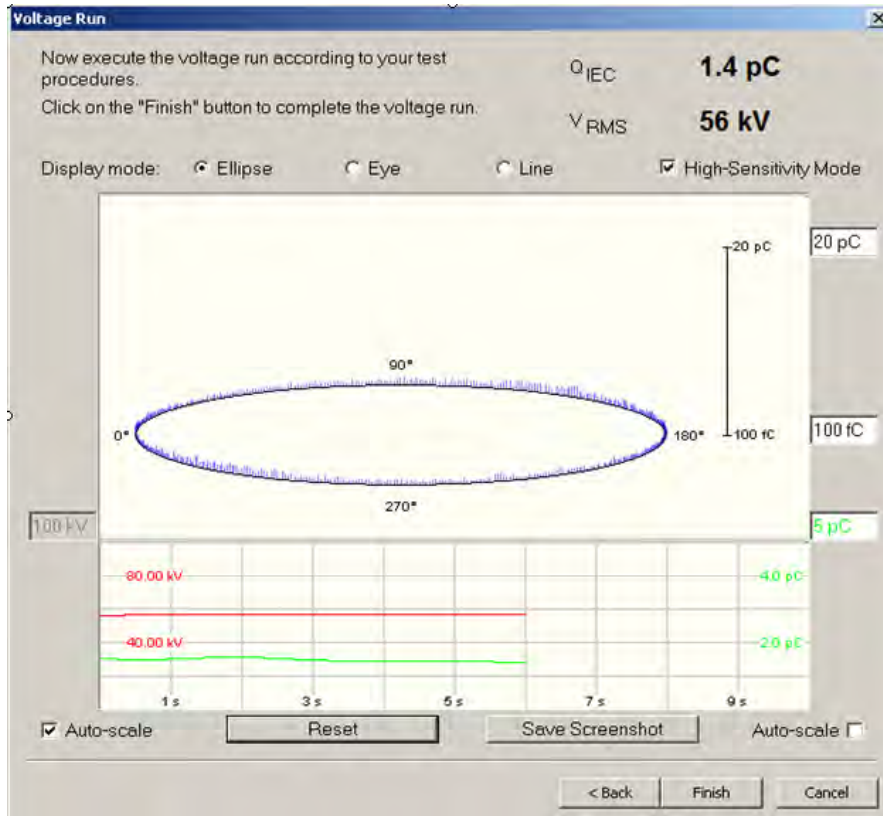 Voltage Run
Now execute the voltage run according to your test
procedures.
Click on the "Finish" button to complete the voltage run.
Q IEC 1.4 pC
V RMS 56 kV
Display mode: Ellipse Eye Line High-Sensitivity Mode
20 pC 20 pC
90°
0° 180° 100 fC 100 fC
270°
100 kV 5 pC
80.00 kV 4.0 pC
40.00 kV 2.0 pC
1 s 3 s 5 s 7 s 9 s
Auto-scale Reset Save Screenshot Auto-scale
< Back Finish Cancel